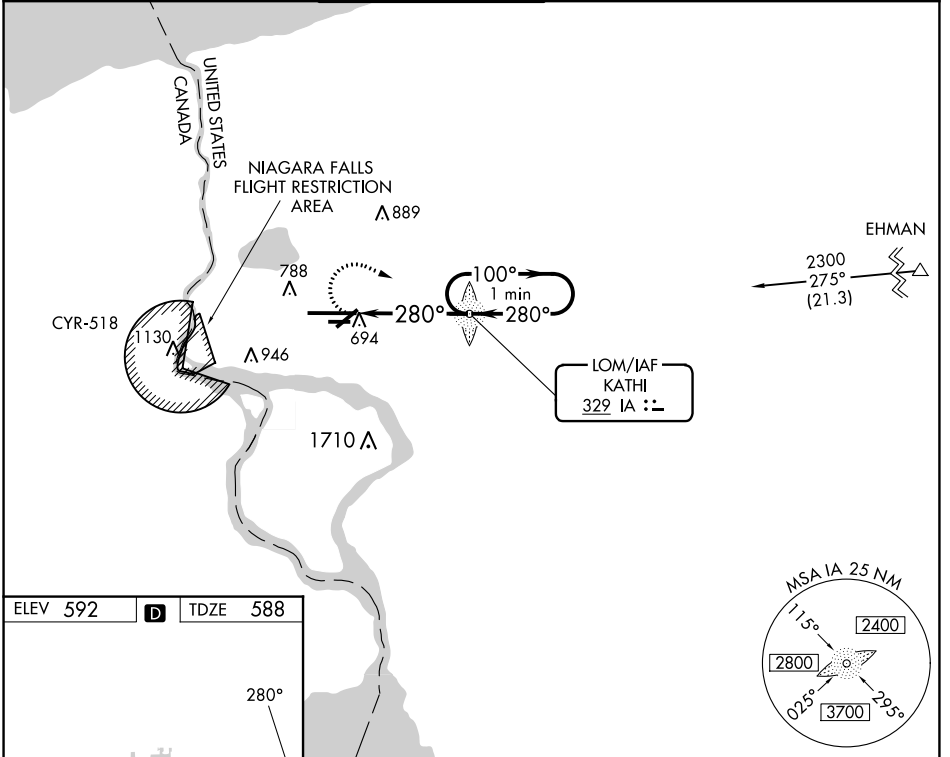 UNITED STATES
CANADA
NIAGARA FALLS
FLIGHT RESTRICTION
AREA
889
EHMAN
2300
275°
(21.3)
788
100°
1 min
280°
280°
694
CYR-518
1130
946
LOM/IAF
KATHI
329 IA
1710
MSA IA 25 NM
115°
2400
2800
025°
3700
295°
ELEV 592
D
TDZE 588
280°